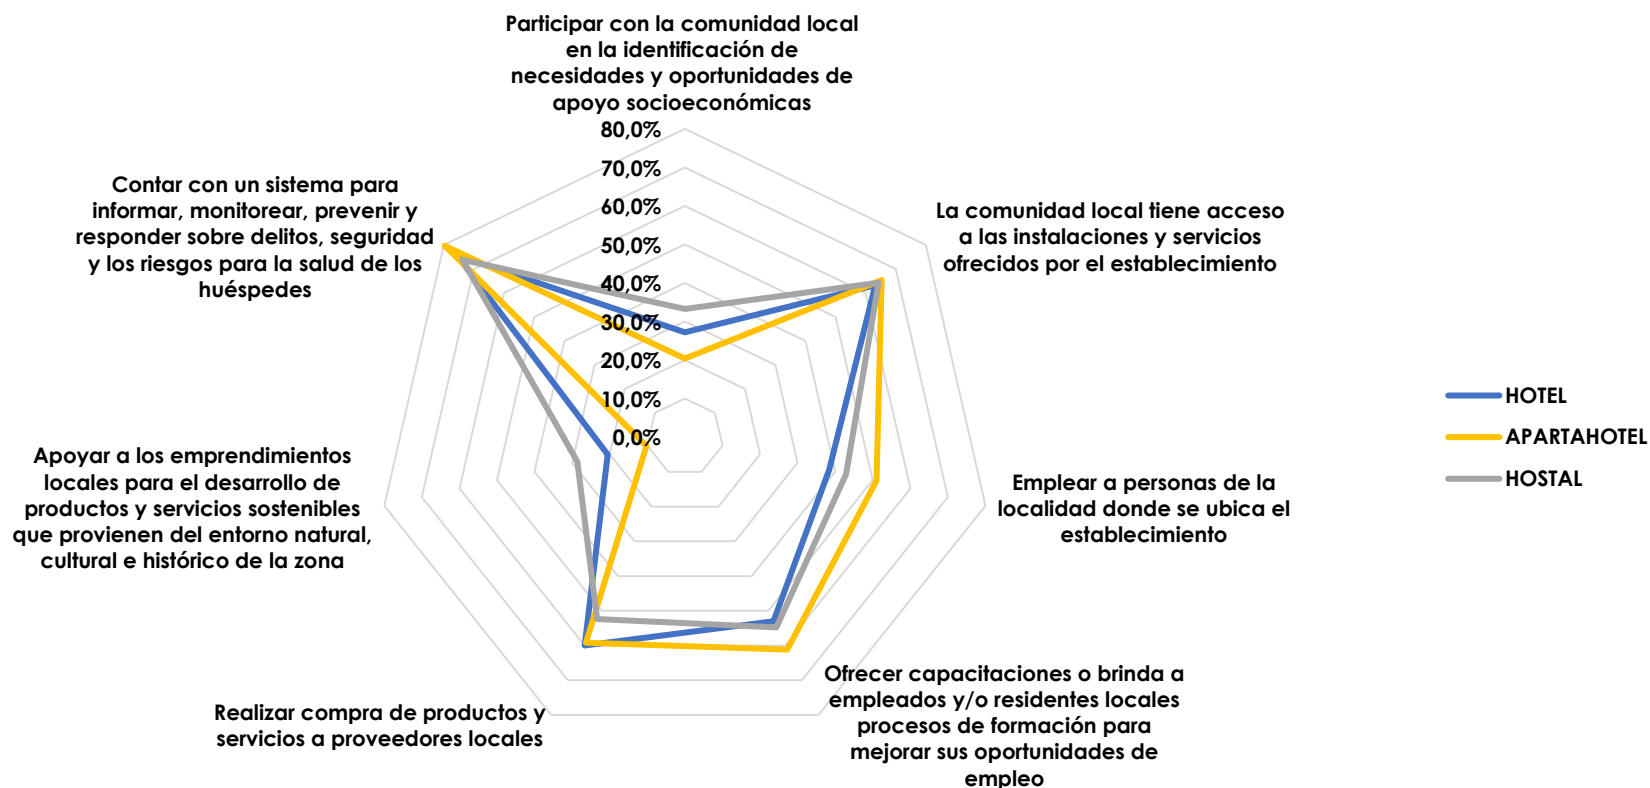 Participar con la comunidad local
en la identificación de
necesidades y oportunidades de
apoyo socioeconómicas
80,0%
70,0%
60,0%
50,0%
40,0%
30,0%
20,0%
10,0%
0,0%
La comunidad local tiene acceso
a las instalaciones y servicios
ofrecidos por el establecimiento
Emplear a personas de la
localidad donde se ubica el
establecimiento
Ofrecer capacitaciones o brinda a
empleados y/o residentes locales
procesos de formación para
mejorar sus oportunidades de
empleo
Realizar compra de productos y
servicios a proveedores locales
Apoyar a los emprendimientos
locales para el desarrollo de
productos y servicios sostenibles
que provienen del entorno natural,
cultural e histórico de la zona
Contar con un sistema para
informar, monitorear, prevenir y
responder sobre delitos, seguridad
y los riesgos para la salud de los
huéspedes
HOTEL
APARTAHOTEL
HOSTAL